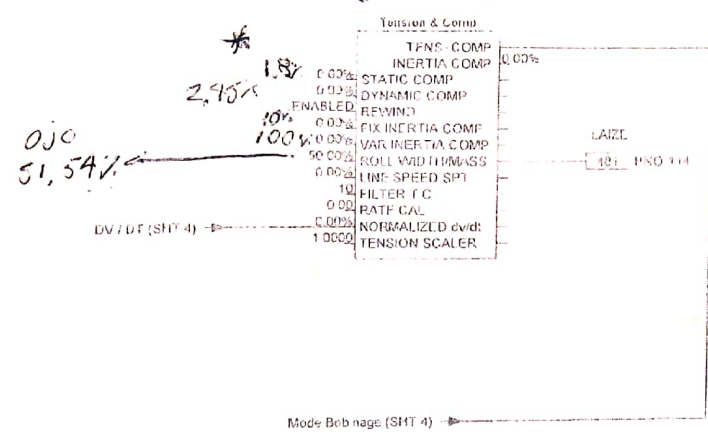 Tension & Comp
TENS+COMP
INERTIA COMP 0.00%
1.8% 0.00% STATIC COMP
2,45% 0.00% DYNAMIC COMP
ENABLED REWIND
10% 0.00% FIX INERTIA COMP
100% 0.00% VAR INERTIA COMP
LAIZE
OJO
51,54% 50.00% ROLL WIDTH/MASS
0.00% LINE SPEED SPT
10 FILTER T C
0.00 RATE CAL
DV / DT (SHT 4) 0.00% NORMALIZED dv/dt
1.0000 TENSION SCALER
Mode Bobinage (SHT 4)